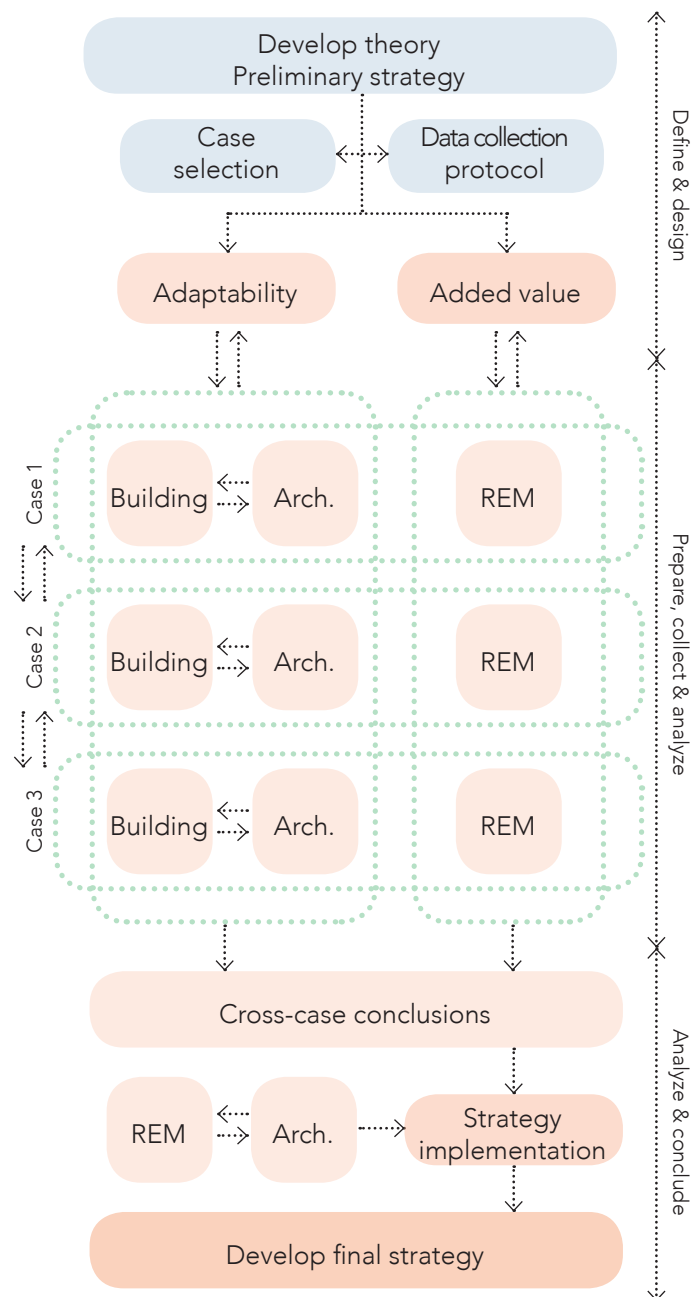 Develop theory
Preliminary strategy
Case
selection
Data collection
protocol
Define & design
Adaptability
Added value
Case 1
Building
Arch.
REM
Prepare, collect & analyze
Case 2
Building
Arch.
REM
Case 3
Building
Arch.
REM
Cross-case conclusions
Analyze & conclude
REM
Arch.
Strategy
implementation
Develop final strategy